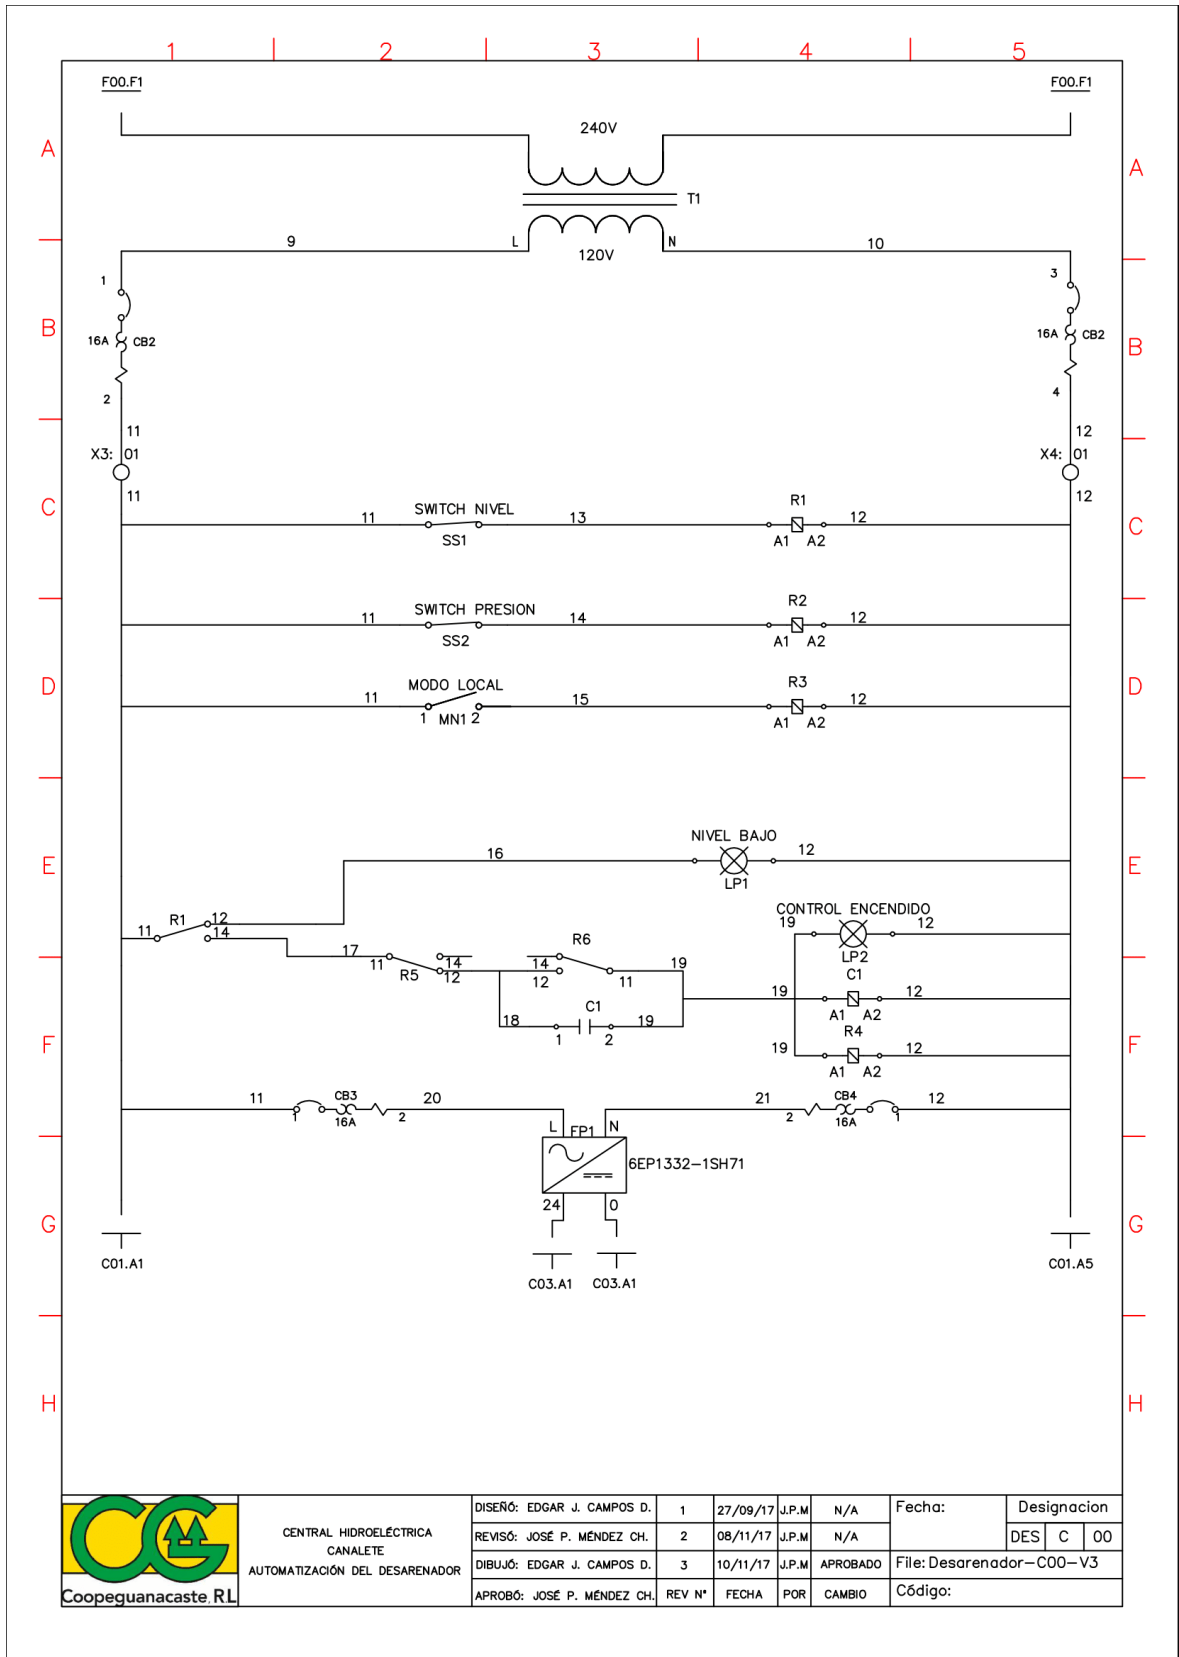 1 2 3 4 5
F00.F1 F00.F1
240V
A A
T1
9 L N 10
120V
1 3
B 16A CB2 16A CB2 B
2 4
11 12
X3: 01 X4: 01
11 12
C C
SWITCH NIVEL R1
11 13 12
SS1 A1 A2
SWITCH PRESION R2
11 14 12
SS2 A1 A2
D D
MODO LOCAL R3
11 15 12
1 MN1 2 A1 A2
NIVEL BAJO
E 16 12 E
LP1
CONTROL ENCENDIDO
R1 12 19 12
11 14
LP2
R6
17 14 14 19 C1
11 R5 12 12 11 19 12
C1 A1 A2
18 19 R4
F 1 2 19 12 F
A1 A2
11 CB3 20 21 CB4 12
1 16A 2 2 16A 1
L FP1 N
6EP1332-1SH71
24 0
G G
C01.A1 C03.A1 C03.A1 C01.A5
H H
Coopeguanacaste, R.L
CENTRAL HIDROELÉCTRICA
CANALETE
AUTOMATIZACIÓN DEL DESARENADOR
DISEÑÓ: EDGAR J. CAMPOS D. 1 27/09/17 J.P.M N/A Fecha: Designacion
REVISÓ: JOSÉ P. MÉNDEZ CH. 2 08/11/17 J.P.M N/A DES C 00
DIBUJÓ: EDGAR J. CAMPOS D. 3 10/11/17 J.P.M APROBADO File: Desarenador-C00-V3
APROBÓ: JOSÉ P. MÉNDEZ CH. REV N° FECHA POR CAMBIO Código: